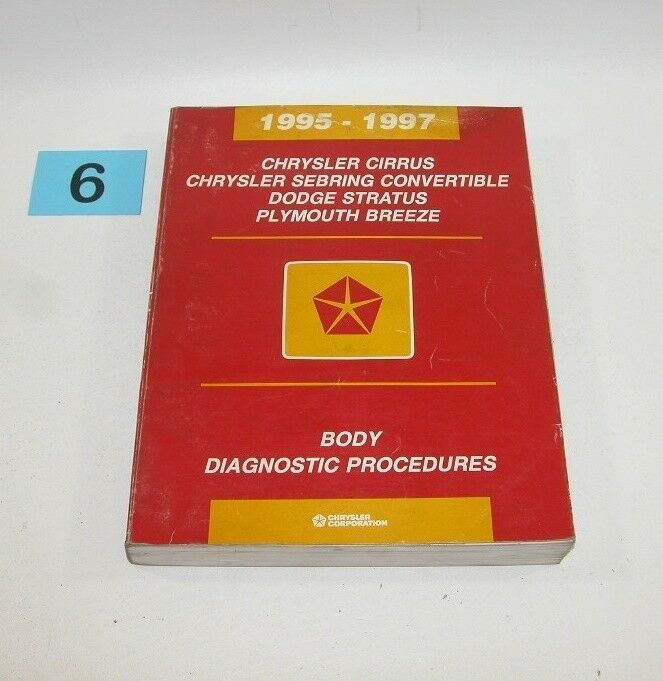 1995 - 1997
6
CHRYSLER CIRRUS
CHRYSLER SEBRING CONVERTIBLE
DODGE STRATUS
PLYMOUTH BREEZE
BODY
DIAGNOSTIC PROCEDURES
CHRYSLER
CORPORATION